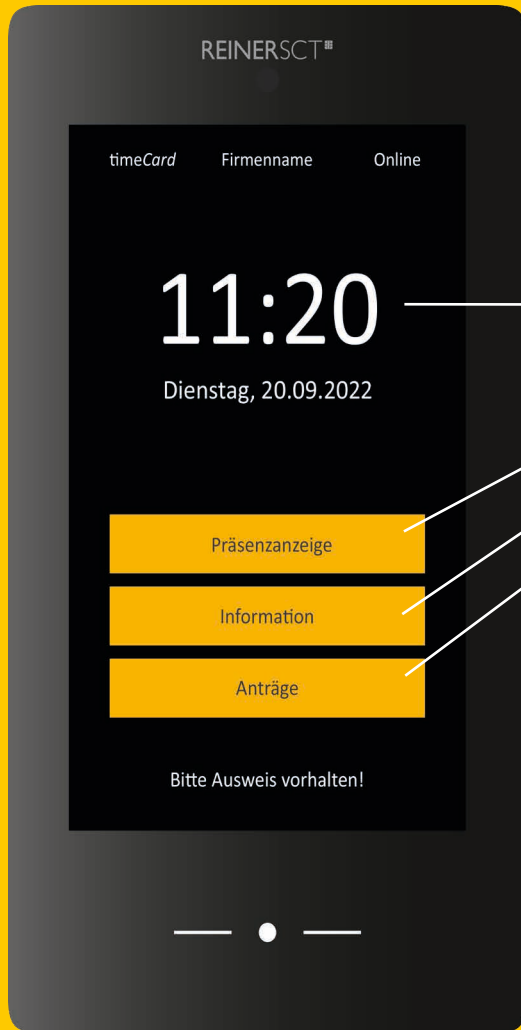 REINERSCT
timeCard Firmenname Online
11:20
Dienstag, 20.09.2022
Präsenzanzeige
Information
Anträge
Bitte Ausweis vorhalten!